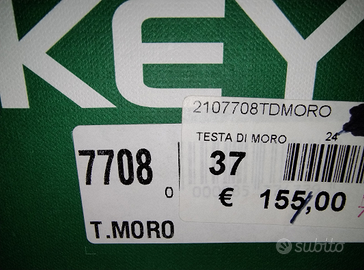 KEY
2107708TDMORO
TESTA DI MORO 24
7708 37
0
€ 155,00
T.MORO
subito